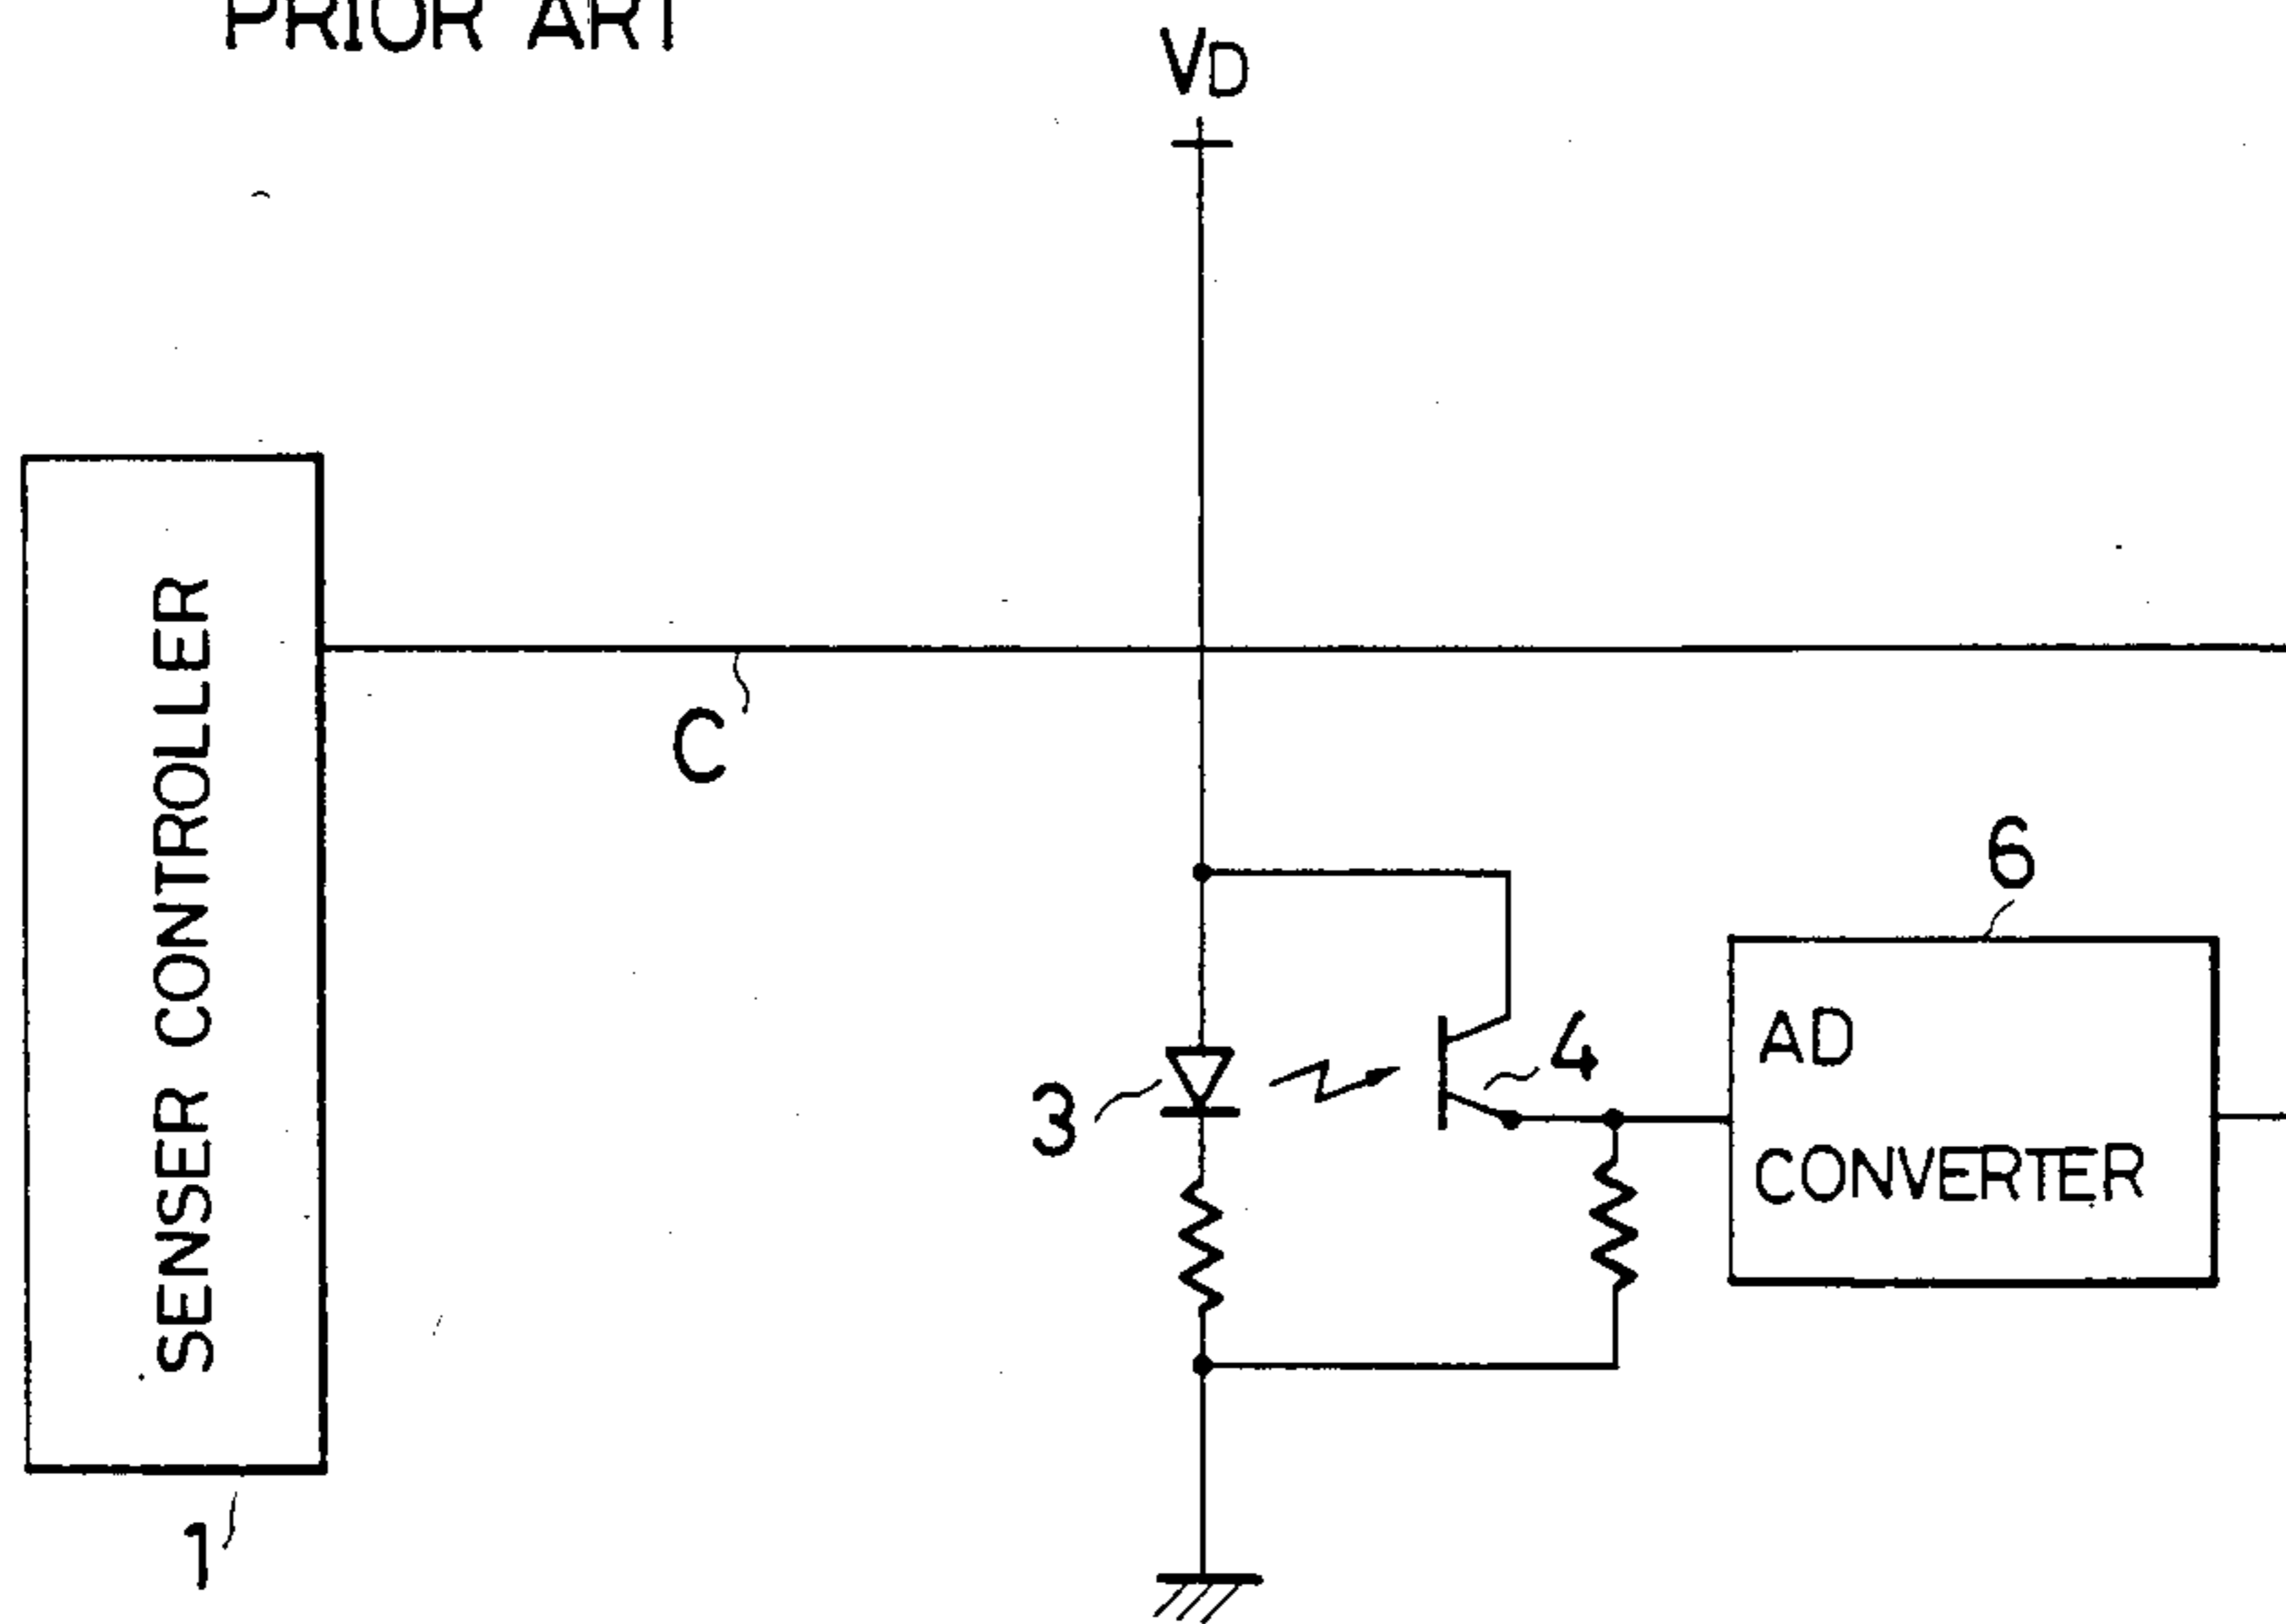 PRIOR ART
VD
SENSER CONTROLLER
C
6
AD
CONVERTER
4
3
1